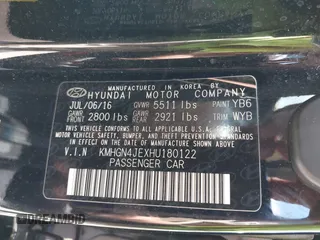 MANUFACTURED BY
HYUNDAI MOTOR COMPANY
JUL/06/16 GVWR 5511 lbs PAINT YB6
GAWR FRONT 2800 lbs GAWR REAR 2921 lbs TRIM WYB
THIS VEHICLE CONFORMS TO ALL APPLICABLE
U.S. FEDERAL MOTOR VEHICLE
SAFETY, BUMPER, AND THEFT PREVENTION
STANDARDS IN EFFECT ON THE DATE
OF MANUFACTURE SHOWN ABOVE.
V.I.N KMHGN4JEXHU180122
PASSENGER CAR
DREAMBID